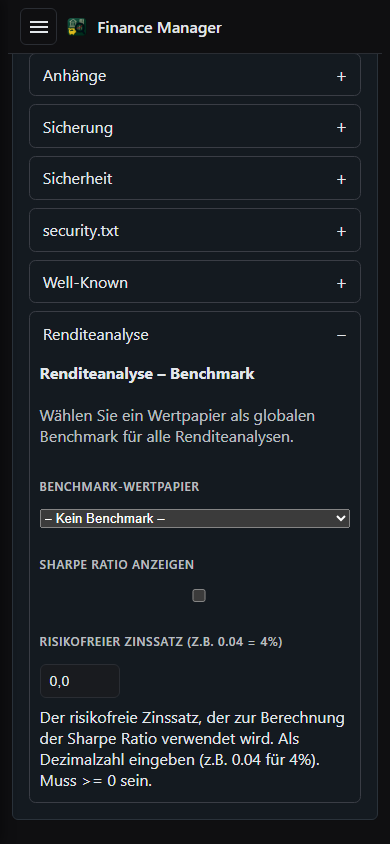 Finance Manager
Anhänge +
Sicherung +
Sicherheit +
security.txt +
Well-Known +
Renditeanalyse –
Renditeanalyse – Benchmark
Wählen Sie ein Wertpapier als globalen
Benchmark für alle Renditeanalysen.
BENCHMARK-WERTPAPIER
– Kein Benchmark –
SHARPE RATIO ANZEIGEN
RISIKOFREIER ZINSSATZ (Z.B. 0.04 = 4%)
0,0
Der risikofreie Zinssatz, der zur Berechnung
der Sharpe Ratio verwendet wird. Als
Dezimalzahl eingeben (z.B. 0.04 für 4%).
Muss >= 0 sein.